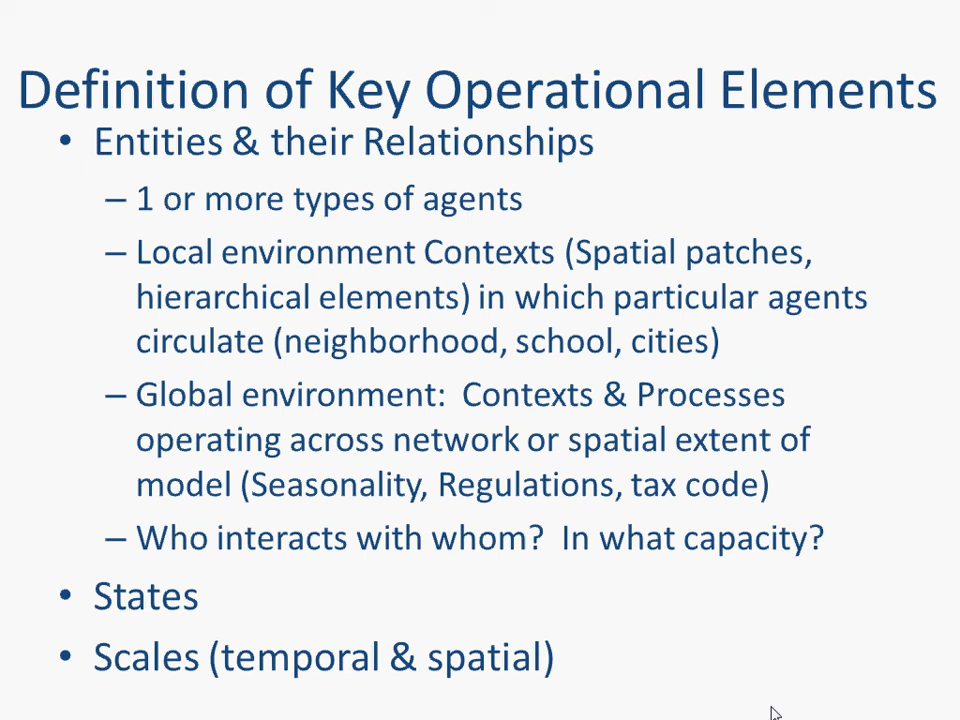 Definition of Key Operational Elements
• Entities & their Relationships
– 1 or more types of agents
– Local environment Contexts (Spatial patches,
hierarchical elements) in which particular agents
circulate (neighborhood, school, cities)
– Global environment:  Contexts & Processes
operating across network or spatial extent of
model (Seasonality, Regulations, tax code)
– Who interacts with whom?  In what capacity?
• States
• Scales (temporal & spatial)